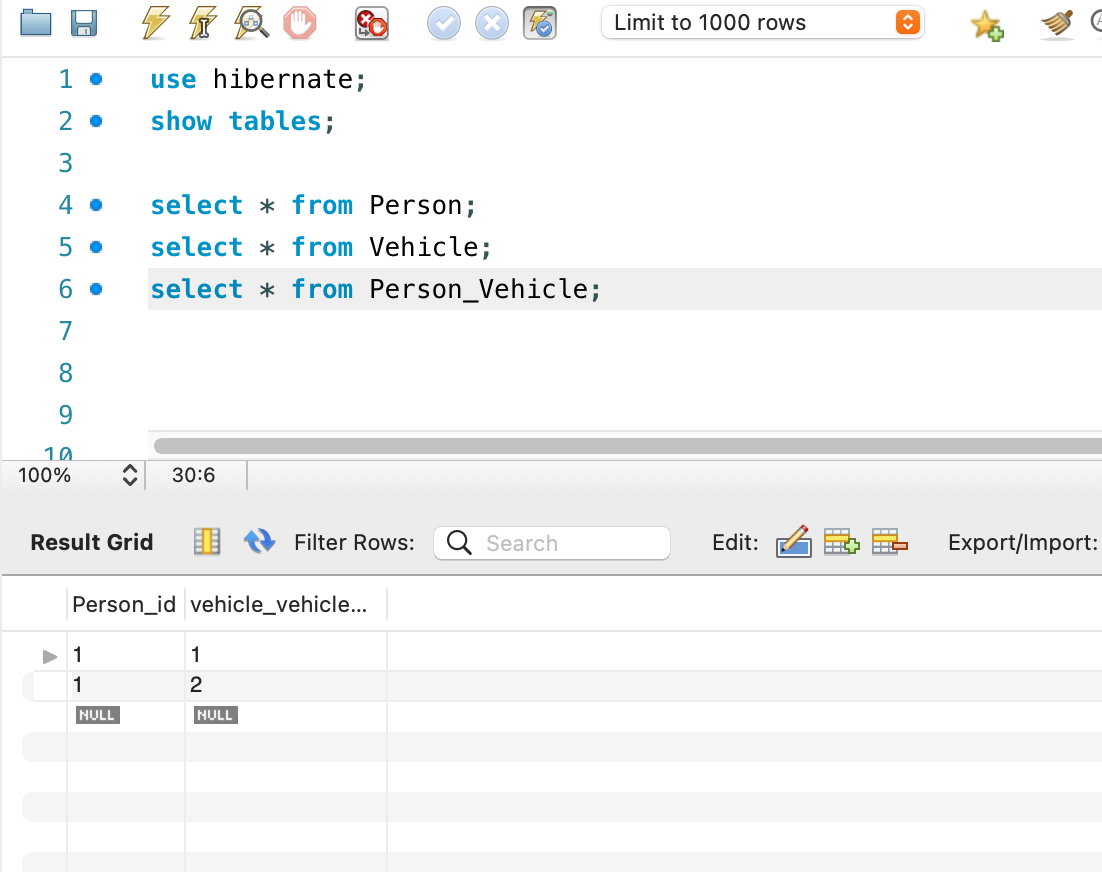 Limit to 1000 rows
1 use hibernate;
2 show tables;
3
4 select * from Person;
5 select * from Vehicle;
6 select * from Person_Vehicle;
7
8
9
10
100% 30:6
Result Grid Filter Rows: Search Edit: Export/Import:
Person_id vehicle_vehicle...
1 1
1 2
NULL NULL